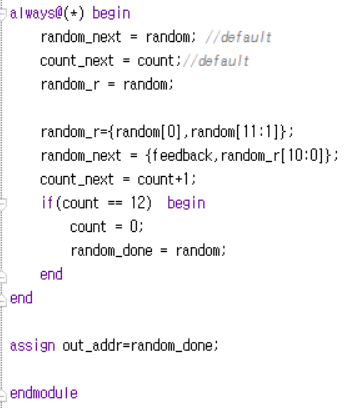 always@(*) begin
random_next = random; //default
count_next = count;//default
random_r = random;
random_r={random[0],random[11:1]};
random_next = {feedback,random_r[10:0]};
count_next = count+1;
if(count == 12) begin
count = 0;
random_done = random;
end
end
assign out_addr=random_done;
endmodule